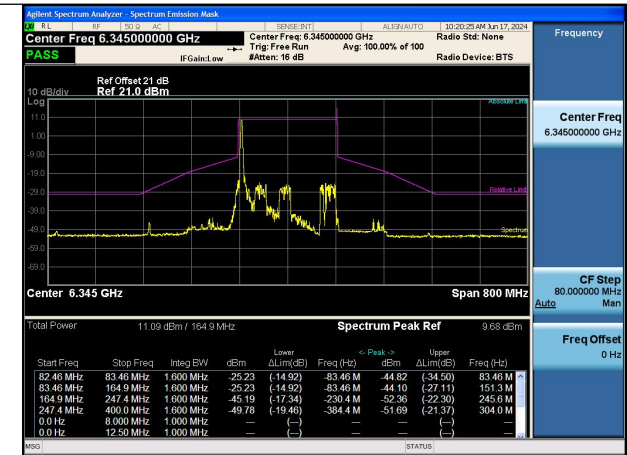 Agilent Spectrum Analyzer - Spectrum Emission Mask
RL RF 50 Ω AC SENSE:INT ALIGN AUTO 10:20:25 AM Jun 17, 2024
Center Freq 6.345000000 GHz
Center Freq: 6.345000000 GHz
Radio Std: None
Trig: Free Run Avg: 100.00% of 100
PASS
IFGain:Low
#Atten: 16 dB
Radio Device: BTS
Frequency
Ref Offset 21 dB
10 dB/div Ref 21.0 dBm
Log
Absolute Limit
11.0
1.00
-9.00
-19.0
-29.0
Relative Limit
-39.0
-49.0
Spectrum
-59.0
-69.0
Center 6.345 GHz
Span 800 MHz
Center Freq
6.345000000 GHz
CF Step
80.000000 MHz
Auto Man
Freq Offset
0 Hz
Total Power 11.09 dBm / 164.9 MHz Spectrum Peak Ref 9.68 dBm
Lower <- Peak -> Upper
Start Freq Stop Freq Integ BW dBm ΔLim(dB) Freq (Hz) dBm ΔLim(dB) Freq (Hz)
82.46 MHz 83.46 MHz 1.600 MHz -25.23 (-14.92) -83.46 M -44.82 (-34.50) 83.46 M
83.46 MHz 164.9 MHz 1.600 MHz -25.23 (-14.92) -83.46 M -44.10 (-27.11) 151.3 M
164.9 MHz 247.4 MHz 1.600 MHz -45.19 (-17.34) -230.4 M -52.36 (-22.30) 245.6 M
247.4 MHz 400.0 MHz 1.600 MHz -49.78 (-19.46) -384.4 M -51.69 (-21.37) 304.0 M
0.0 Hz 8.000 MHz 1.000 MHz --- (---) --- (---)
0.0 Hz 12.50 MHz 1.000 MHz --- (---) --- (---)
MSG
STATUS